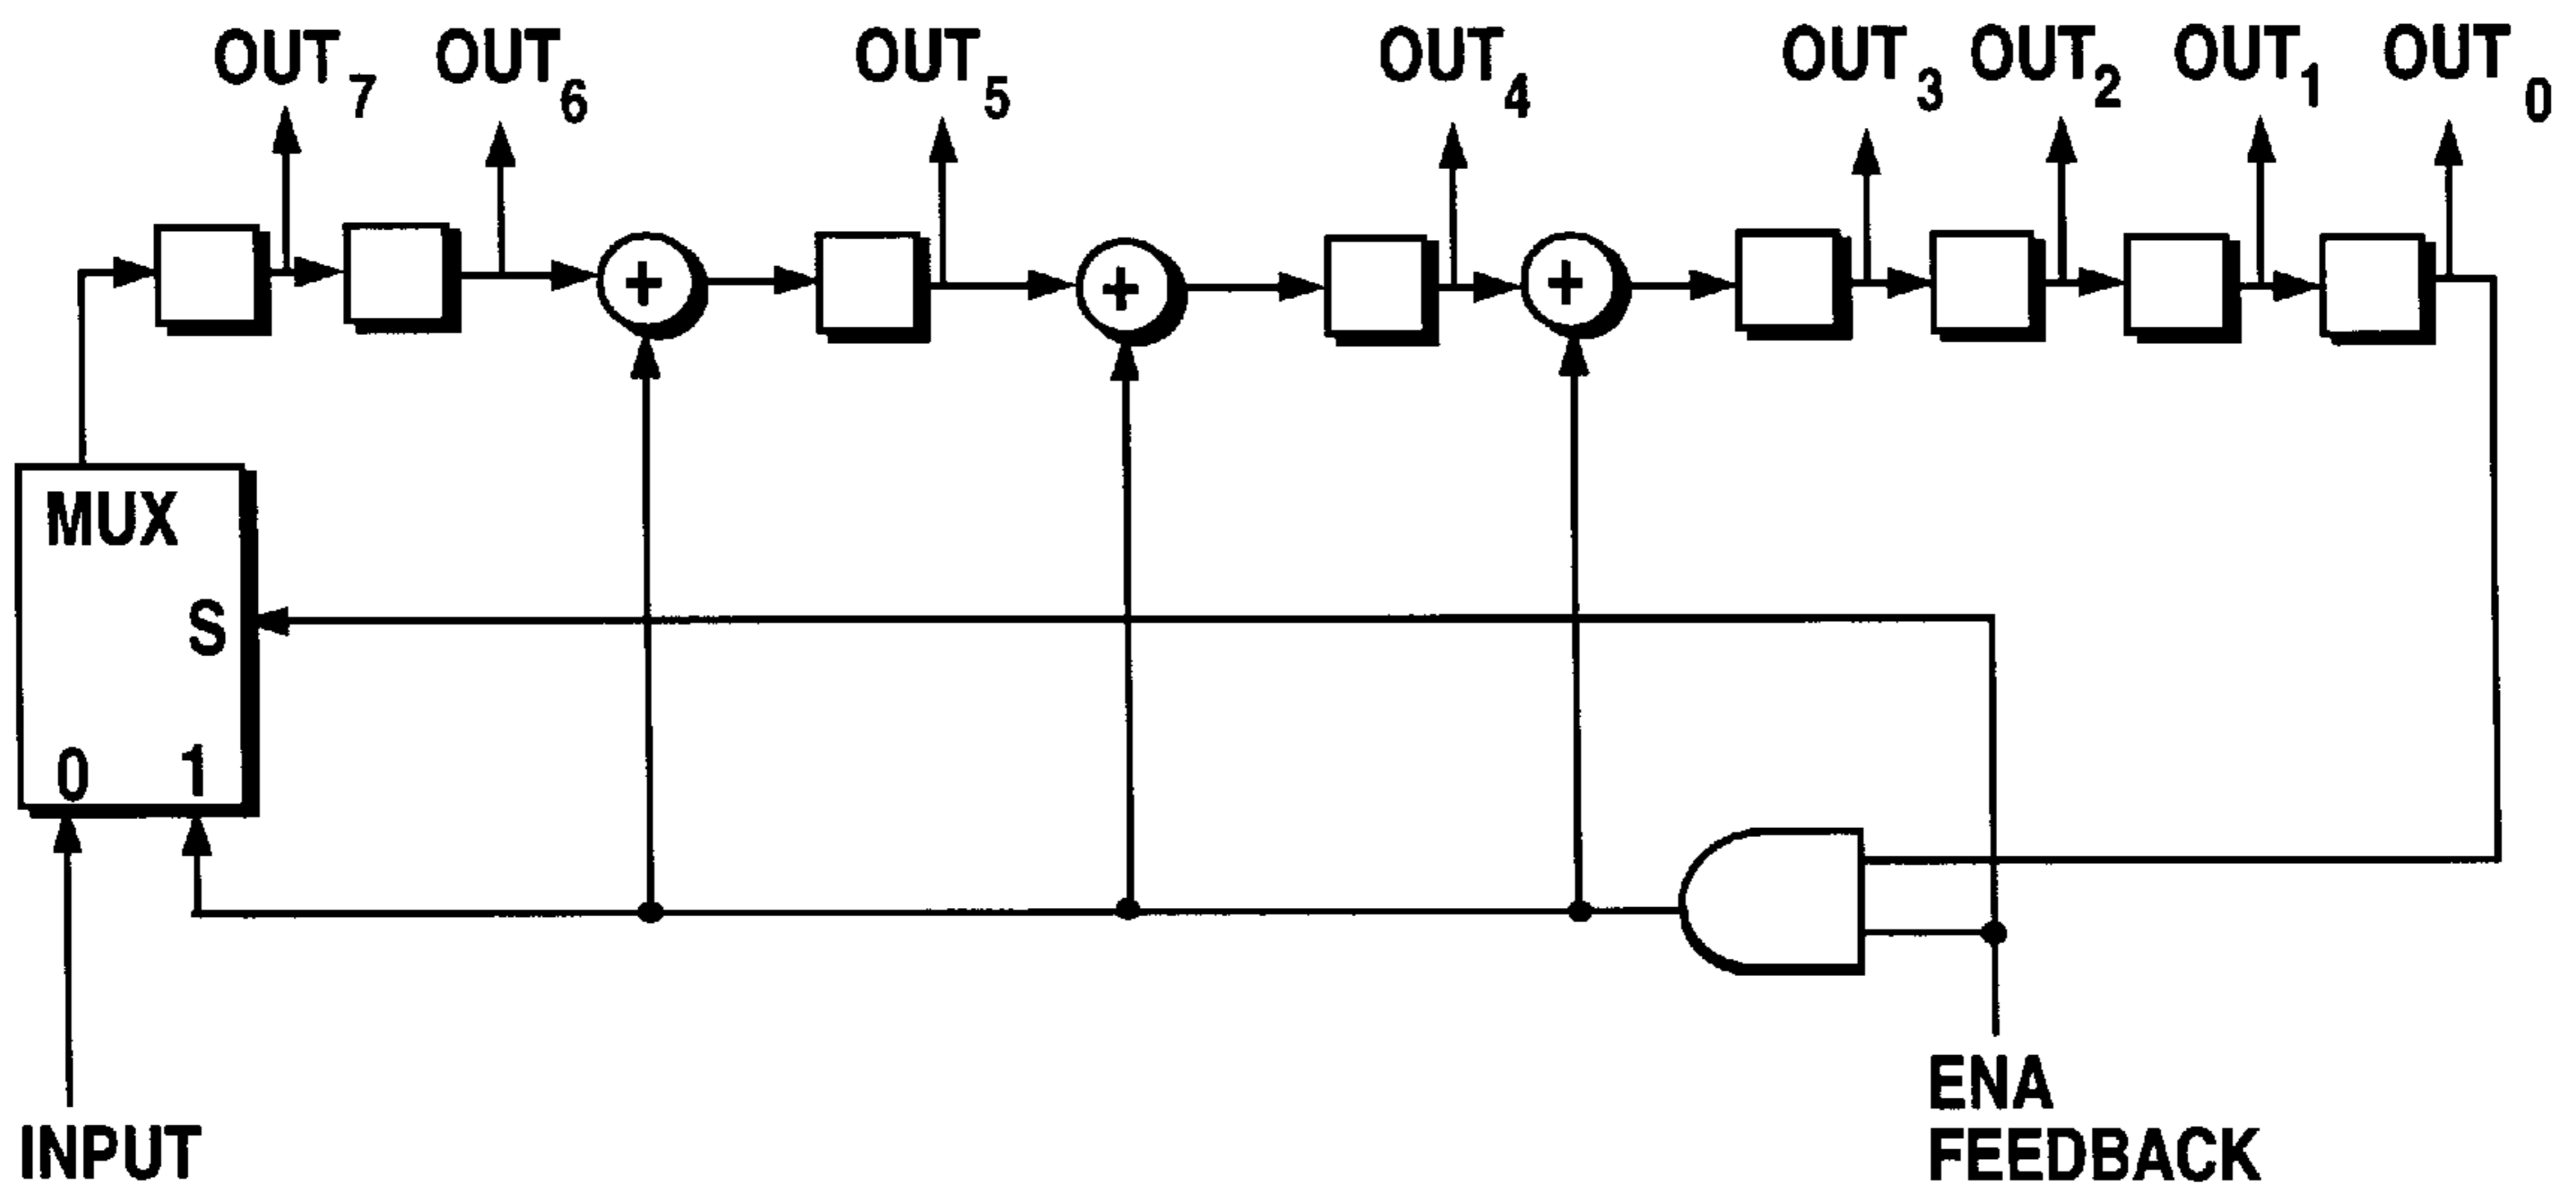 OUT7 OUT6 OUT5 OUT4 OUT3 OUT2 OUT1 OUT0
+ + +
MUX
S
0 1
INPUT
ENA
FEEDBACK